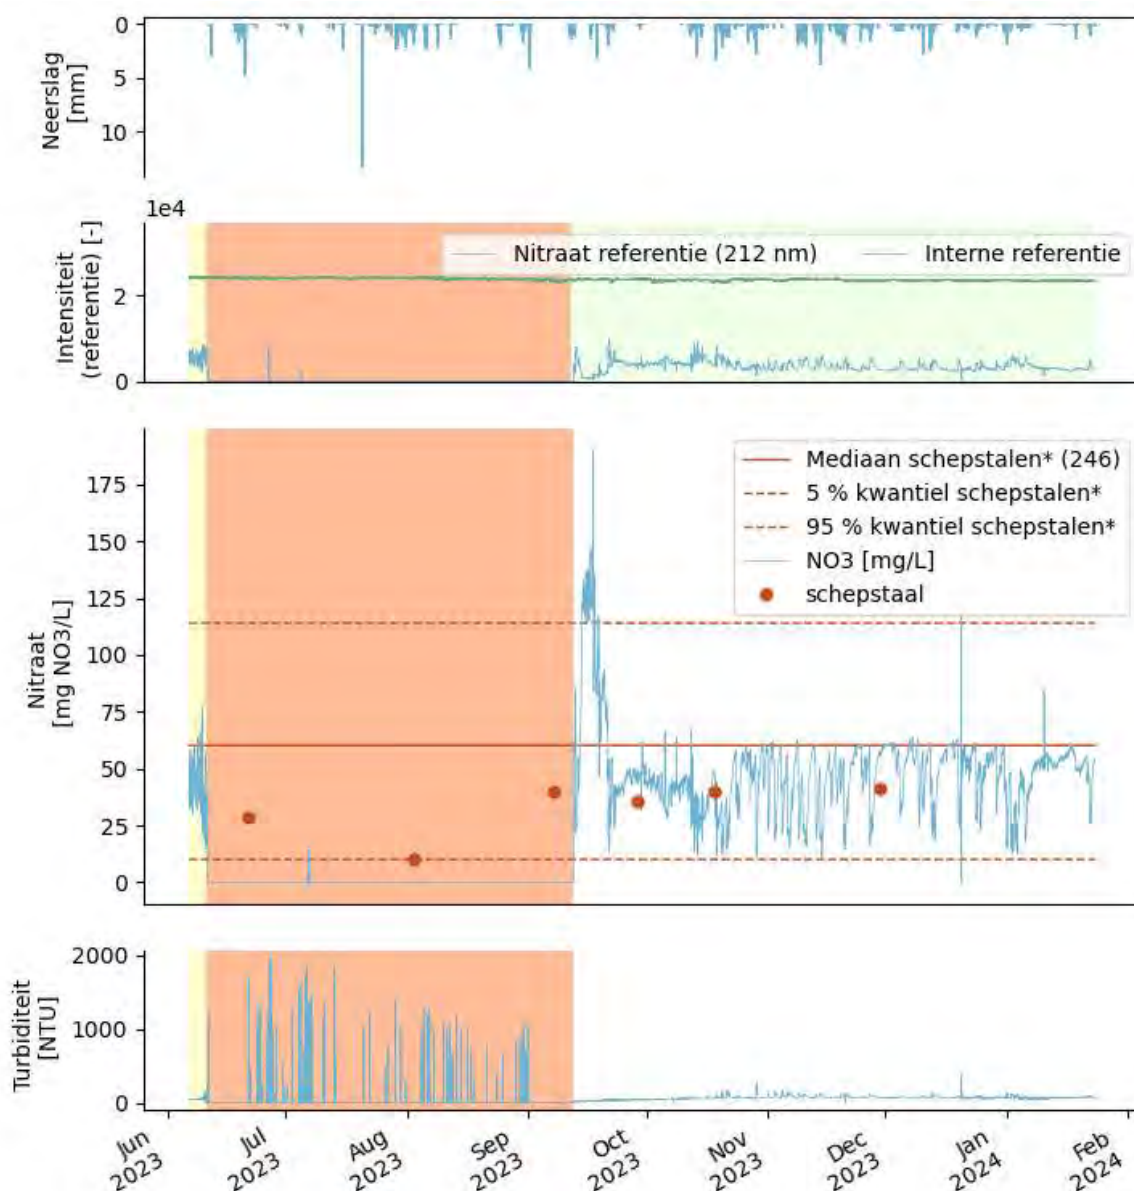 0
5
10
Neerslag
[mm]
1e4
2
0
Intensiteit
(referentie) [-]
Nitraat referentie (212 nm)
Interne referentie
175
150
125
100
75
50
25
0
Nitraat
[mg NO3/L]
Mediaan schepstalen* (246)
5 % kwantiel schepstalen*
95 % kwantiel schepstalen*
NO3 [mg/L]
schepstaal
2000
1000
0
Turbiditeit
[NTU]
Jun
2023
Jul
2023
Aug
2023
Sep
2023
Oct
2023
Nov
2023
Dec
2023
Jan
2024
Feb
2024